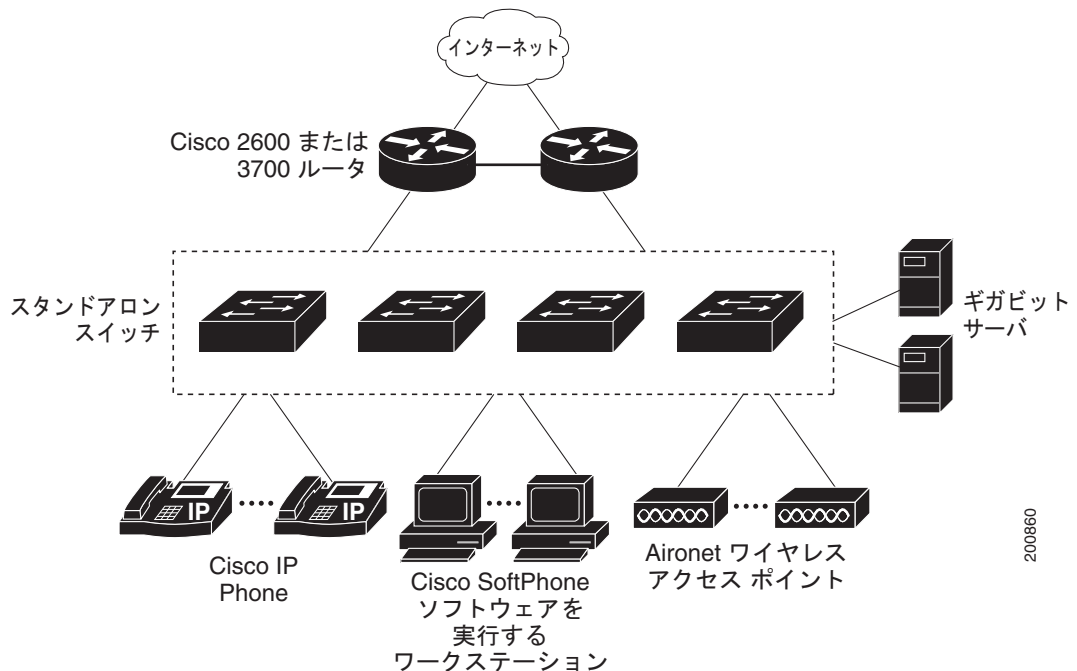 インターネット
Cisco 2600 または
3700 ルータ
スタンドアロン
スイッチ
ギガビット
サーバ
IP
IP
Cisco IP
Phone
Cisco SoftPhone
ソフトウェアを
実行する
ワークステーション
Aironet ワイヤレス
アクセス ポイント
200860